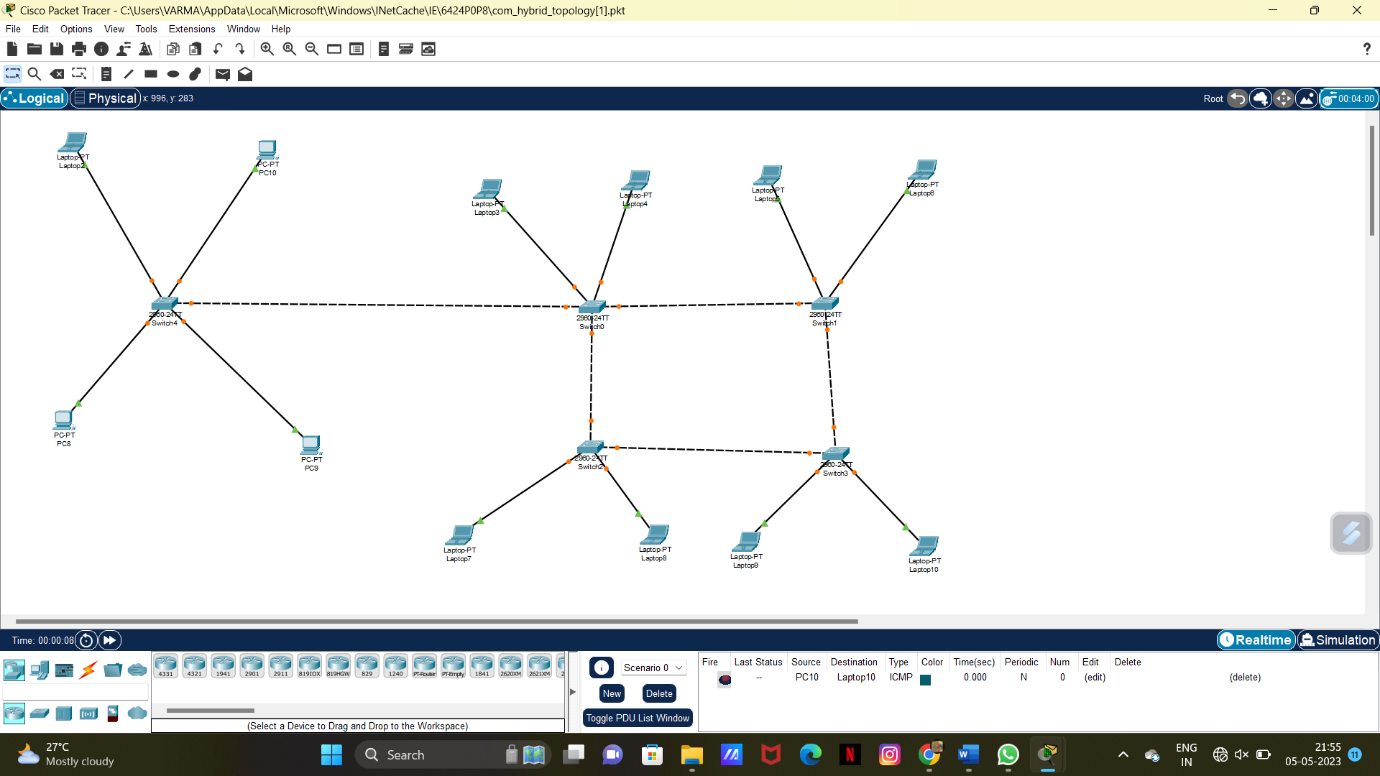 Cisco Packet Tracer - C:\Users\VARMA\AppData\Local\Microsoft\Windows\INetCache\IE\6424P0P8\com_hybrid_topology[1].pkt
File Edit Options View Tools Extensions Window Help
Logical Physical x: 996, y: 283 Root 00:04:00
Laptop-PT
Laptop2
PC-PT
PC10
Laptop-PT
Laptop3
Laptop-PT
Laptop4
Laptop-PT
Laptop-PT
Laptop6
2960-24TT
Switch4
2960-24TT
Switch0
2960-24TT
Switch1
PC-PT
PC8
PC-PT
PC9
2960-24TT
Switch2
2960-24TT
Switch3
Laptop-PT
Laptop7
Laptop-PT
Laptop8
Laptop-PT
Laptop9
Laptop-PT
Laptop10
Time: 00:00:08 Realtime Simulation
4331 4321 1941 2901 2911 819IOX 819HGW 829 1240 PT-Router PT-Empty 1841 2620XM 2621XM
(Select a Device to Drag and Drop to the Workspace)
Scenario 0
New Delete
Toggle PDU List Window
Fire Last Status Source Destination Type Color Time(sec) Periodic Num Edit Delete
-- PC10 Laptop10 ICMP 0.000 N 0 (edit) (delete)
27°C
Mostly cloudy
Search
ENG
IN
21:55
05-05-2023
11